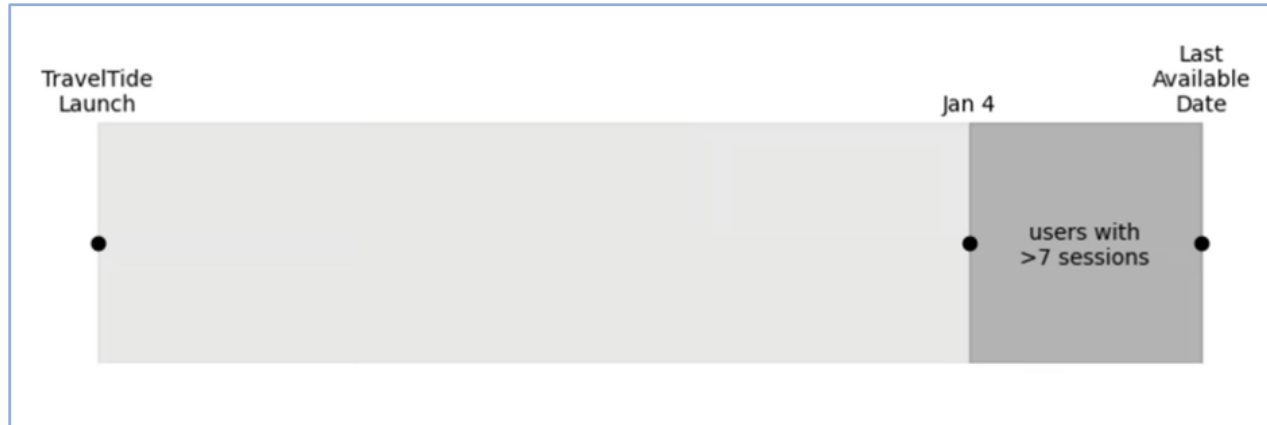 TravelTide
Launch
Jan 4
Last
Available
Date
users with
>7 sessions